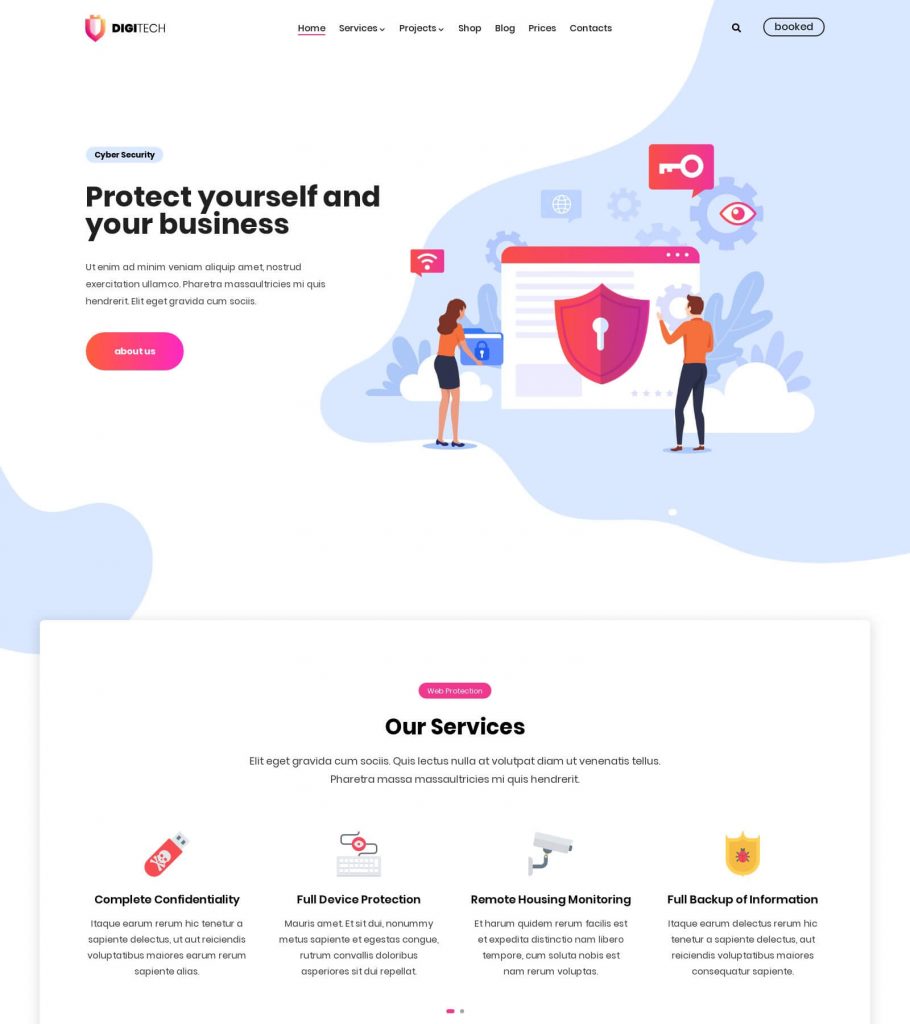 DIGITECH
Home Services Projects Shop Blog Prices Contacts
booked
Cyber Security
Protect yourself and
your business
Ut enim ad minim veniam aliquip amet, nostrud
exercitation ullamco. Pharetra massaultricies mi quis
hendrerit. Elit eget gravida cum sociis.
about us
Web Protection
Our Services
Elit eget gravida cum sociis. Quis lectus nulla at volutpat diam ut venenatis tellus.
Pharetra massa massaultricies mi quis hendrerit.
Complete Confidentiality
Itaque earum rerum hic tenetur a
sapiente delectus, ut aut reiciendis
voluptatibus maiores earum rerum
sapiente alias.
Full Device Protection
Mauris amet. Et sit dui, nonummy
metus sapiente et egestas congue,
rutrum convallis doloribus
asperiores sit dui repellat.
Remote Housing Monitoring
Et harum quidem rerum facilis est
et expedita distinctio nam libero
tempore, cum soluta nobis est
nam rerum voluptas.
Full Backup of Information
Itaque earum delectus rerum hic
tenetur a sapiente delectus, aut
reiciendis voluptatibus maiores
consequatur sapiente.